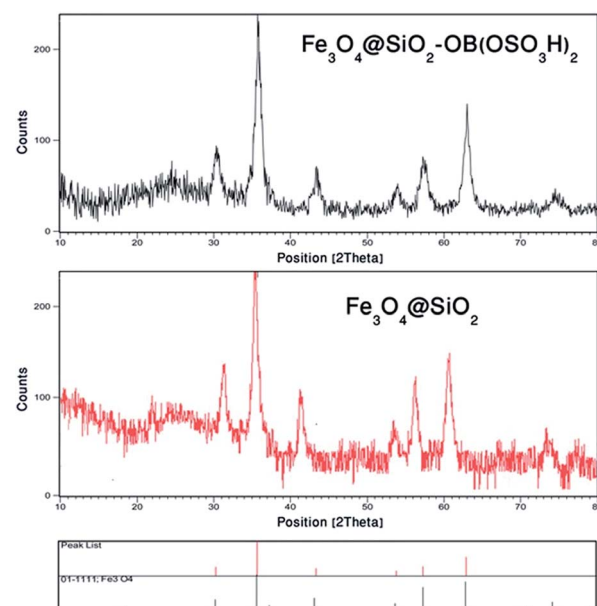 Fe3O4@SiO2-OB(OSO3H)2
Counts
200
100
0
10 20 30 40 50 60 70 80
Position [2Theta]
Fe3O4@SiO2
Counts
200
100
0
10 20 30 40 50 60 70 80
Position [2Theta]
Peak List
01-1111; Fe3 O4